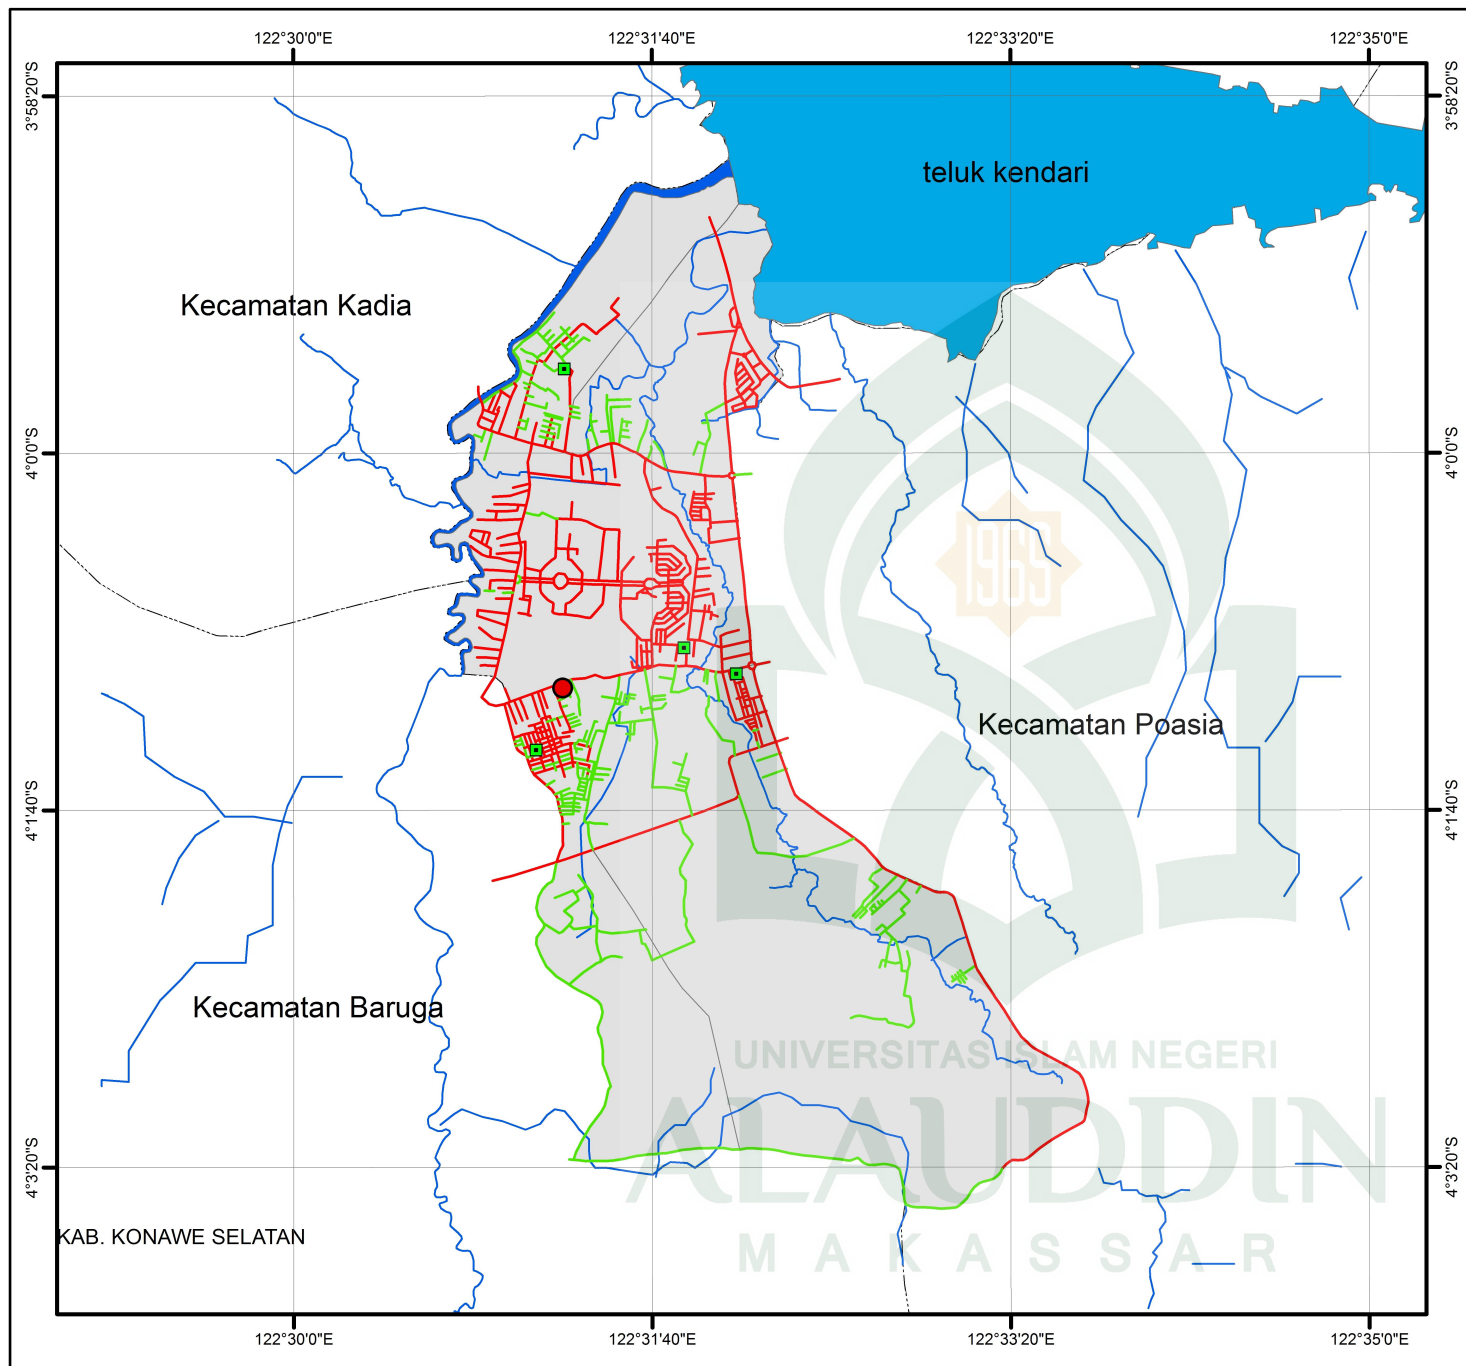 122°30'0"E
122°31'40"E
122°33'20"E
122°35'0"E
3°58'20"S
3°58'20"S
teluk kendari
Kecamatan Kadia
4°0'0"S
4°0'0"S
1965
Kecamatan Poasia
4°1'40"S
4°1'40"S
Kecamatan Baruga
UNIVERSITAS ISLAM NEGERI
ALAUDDIN
4°3'20"S
4°3'20"S
KAB. KONAWE SELATAN
MAKASSAR
122°30'0"E
122°31'40"E
122°33'20"E
122°35'0"E